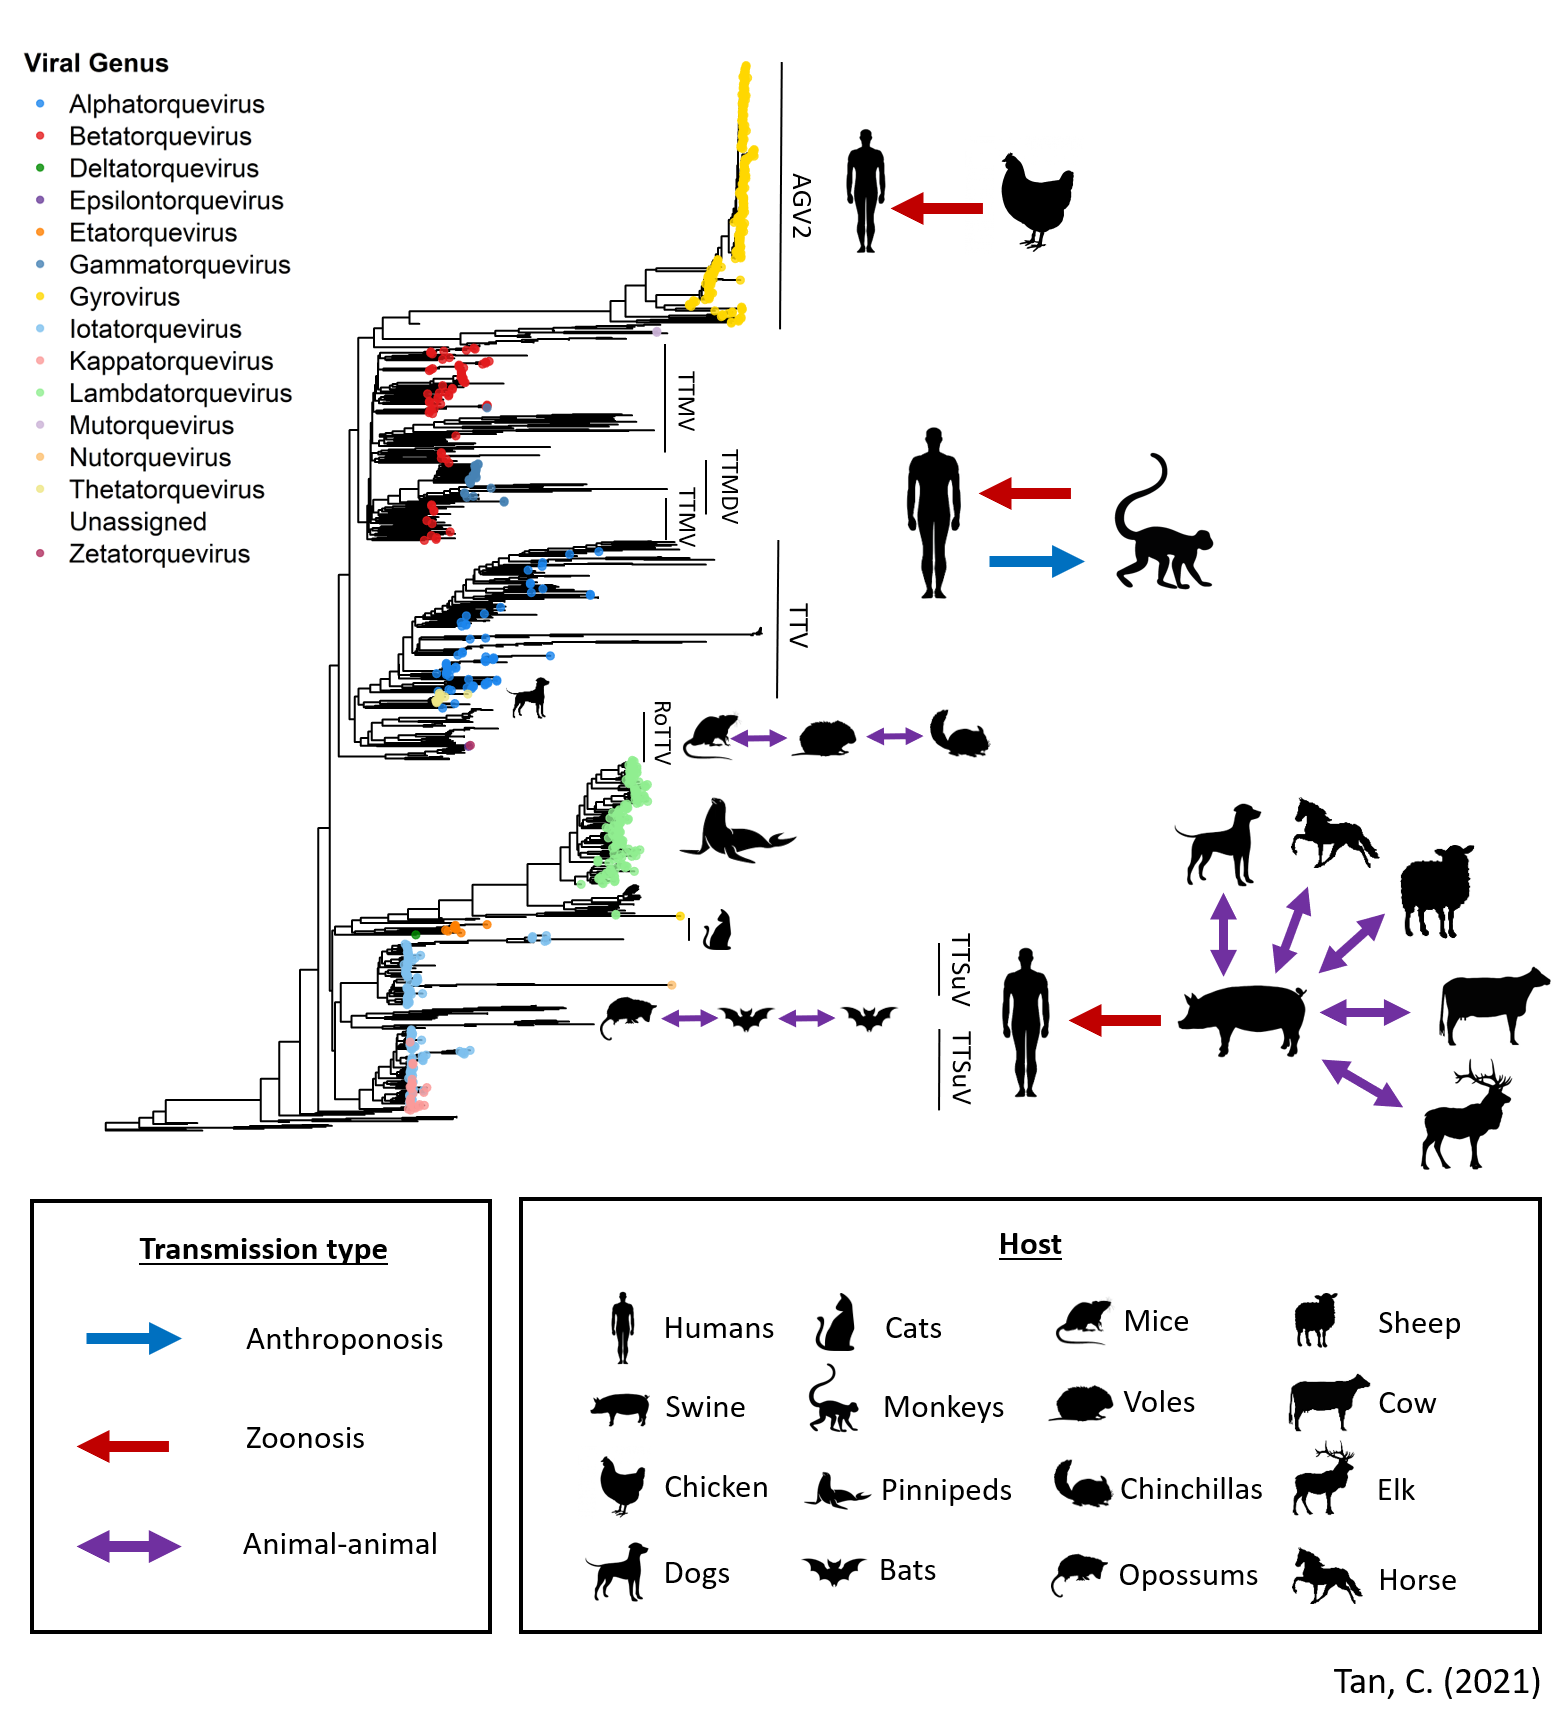 Viral Genus
Alphatorquevirus
Betatorquevirus
Deltatorquevirus
Epsilontorquevirus
Etatorquevirus
Gammatorquevirus
Gyrovirus
Iotatorquevirus
Kappatorquevirus
Lambdatorquevirus
Mutorquevirus
Nutorquevirus
Thetatorquevirus
Unassigned
Zetatorquevirus
AGV2
TTMV
TTMDV
TTMV
TTV
RoTTV
TTSuV
TTSuV
Transmission type
Anthroponosis
Zoonosis
Animal-animal
Host
Humans
Cats
Mice
Sheep
Swine
Monkeys
Voles
Cow
Chicken
Pinnipeds
Chinchillas
Elk
Dogs
Bats
Opossums
Horse
Tan, C. (2021)